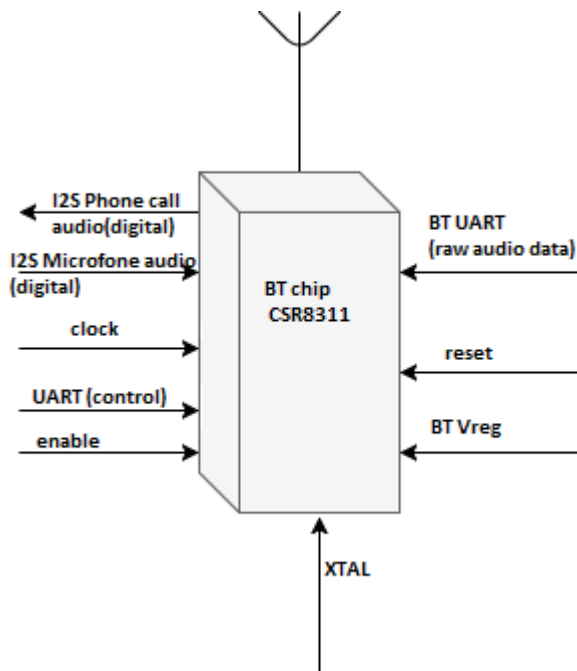 I2S Phone call
audio(digital)
I2S Microfone audio
(digital)
clock
UART (control)
enable
BT chip
CSR8311
BT UART
(raw audio data)
reset
BT Vreg
XTAL